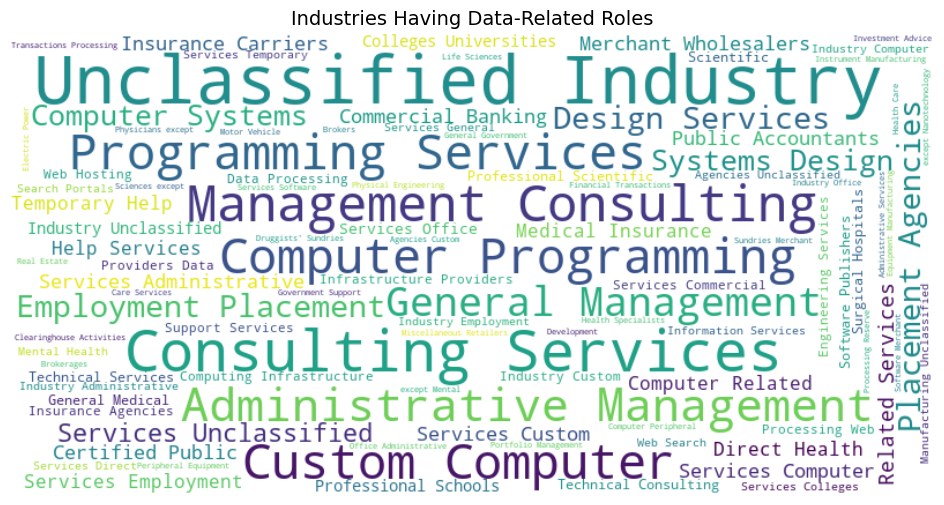 Industries Having Data-Related Roles
Transactions Processing
Insurance Carriers
Services Temporary
Colleges Universities
Life Sciences
Merchant Wholesalers
Scientific
Investment Advice
Industry Computer
Instrument Manufacturing
Unclassified Industry
Computer Systems
Commercial Banking
Design Services
Electric Power
Physicians except
Motor Vehicle
Brokers
Services General
General Government
Public Accountants
Health Care
except Nanotechnology
Programming Services
Systems Design
Web Hosting
Data Processing
Professional Scientific
Agencies Unclassified
Search Portals
Sciences except
Services Software
Physical Engineering
Financial Transactions
Industry Office
Temporary Help
Management Consulting
Placement Agencies
Administrative Services
Equipment Manufacturing
Industry Unclassified
Services Office
Medical Insurance
Engineering Services
Software Publishers
Surgical Hospitals
Help Services
Druggists' Sundries
Agencies Custom
Sundries Merchant
Computer Programming
Real Estate
Providers Data
Services Administrative
Infrastructure Providers
Services Commercial
Care Services
Government Support
Employment Placement
General Management
Related Services
Manufacturing Unclassified
Software Merchant
Processing Reserve
Industry Employment
Health Specialists
Support Services
Miscellaneous Retailers
Development
Information Services
Clearinghouse Activities
Consulting Services
Mental Health
Brokerages
Technical Services
Computing Infrastructure
Industry Custom
Computer Related
Industry Administrative
except Mental
General Medical
Insurance Agencies
Administrative Management
Services Unclassified
Services Custom
Computer Peripheral
Processing Web
Certified Public
Office Administrative
Portfolio Management
Web Search
Direct Health
Services Direct
Peripheral Equipment
Custom Computer
Services Computer
Services Employment
Professional Schools
Technical Consulting
Services Colleges